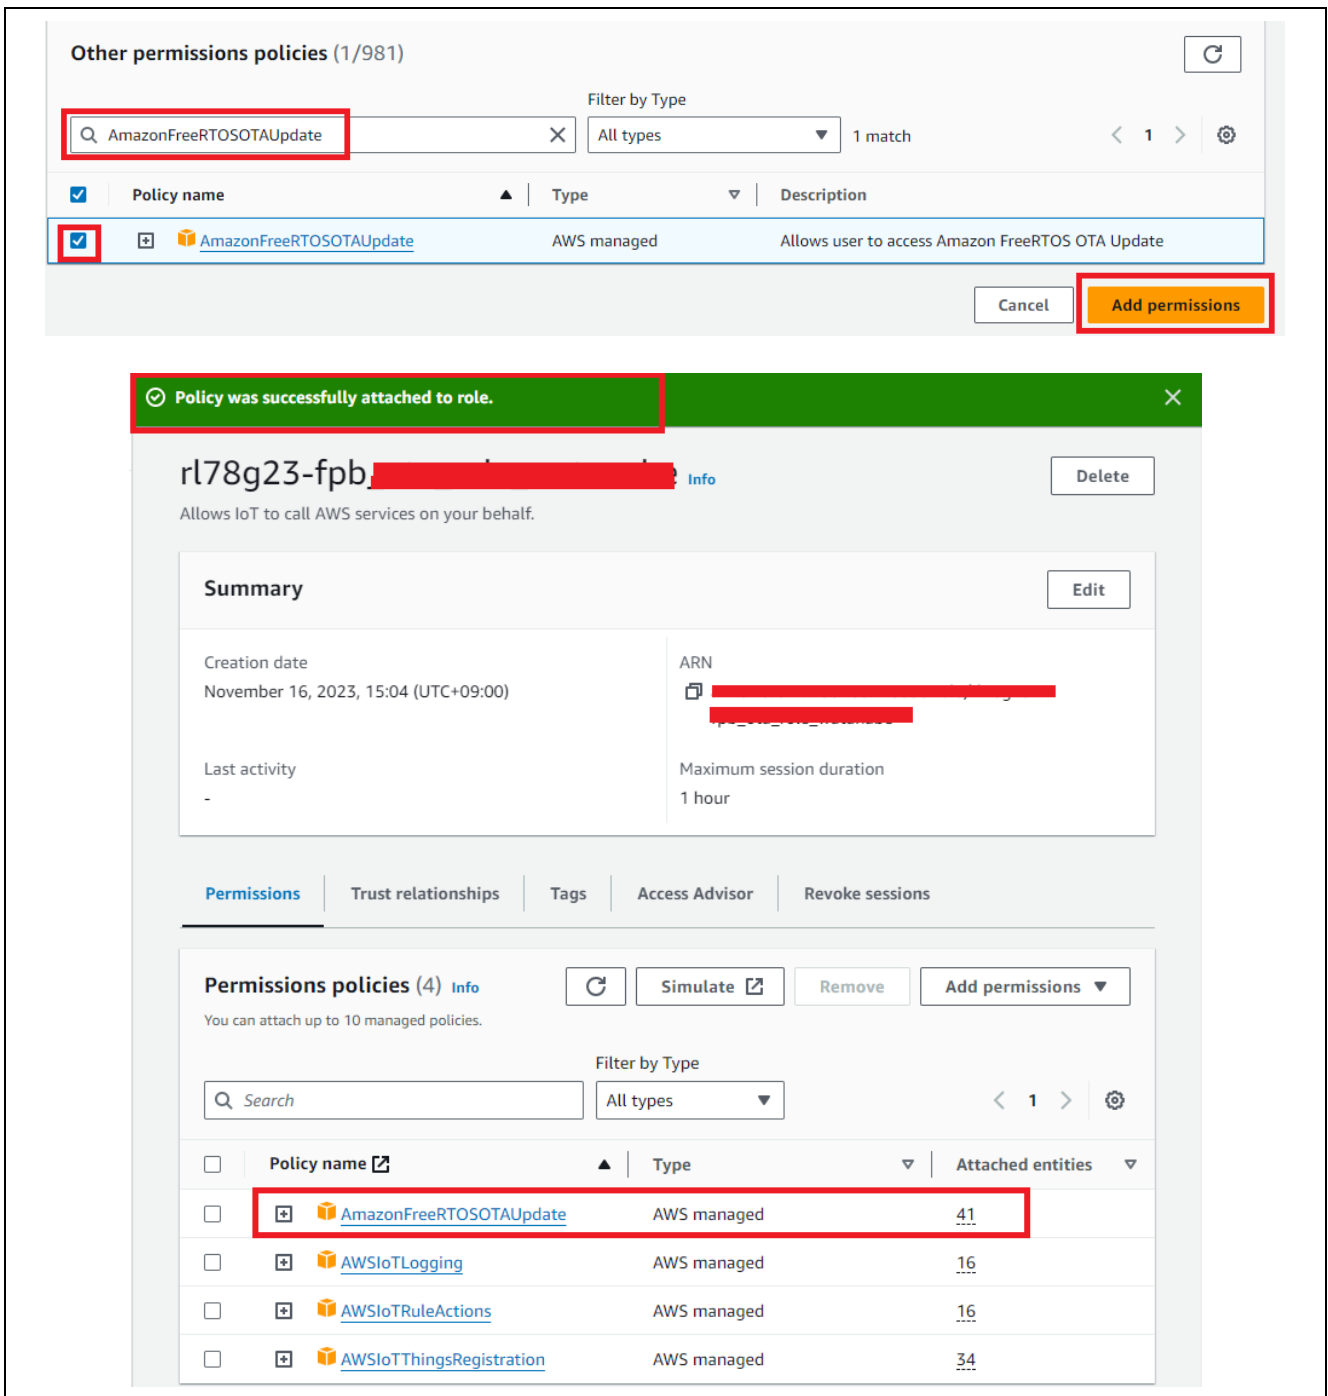 Other permissions policies (1/981)
Filter by Type
AmazonFreeRTOSOTAUpdate All types 1 match 1
Policy name Type Description
AmazonFreeRTOSOTAUpdate AWS managed Allows user to access Amazon FreeRTOS OTA Update
Cancel Add permissions
Policy was successfully attached to role.
rl78g23-fpb_ Info Delete
Allows IoT to call AWS services on your behalf.
Summary Edit
Creation date ARN
November 16, 2023, 15:04 (UTC+09:00)
Last activity Maximum session duration
- 1 hour
Permissions Trust relationships Tags Access Advisor Revoke sessions
Permissions policies (4) Info Simulate Remove Add permissions
You can attach up to 10 managed policies.
Filter by Type
Search All types 1
Policy name Type Attached entities
AmazonFreeRTOSOTAUpdate AWS managed 41
AWSIoTLogging AWS managed 16
AWSIoTRuleActions AWS managed 16
AWSIoTThingsRegistration AWS managed 34